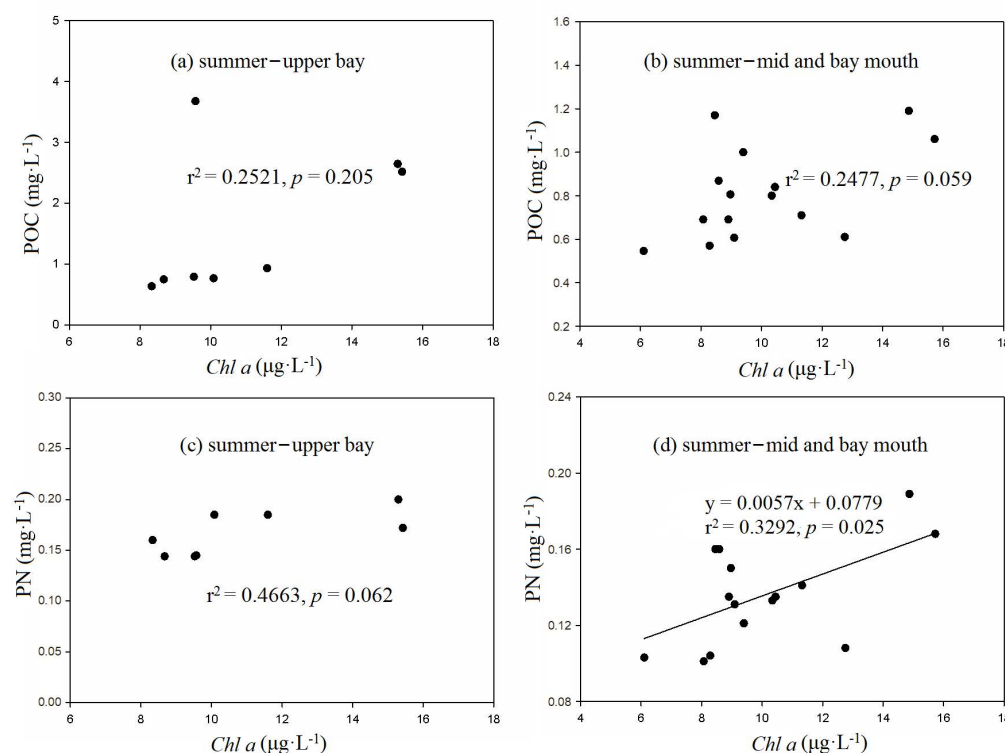 5
4
3
2
1
0
POC (mg·L-1)
(a) summer−upper bay
r2 = 0.2521, p = 0.205
6 8 10 12 14 16 18
Chl a (μg·L-1)
1.6
1.4
1.2
1.0
0.8
0.6
0.4
0.2
POC (mg·L-1)
(b) summer−mid and bay mouth
r2 = 0.2477, p = 0.059
4 6 8 10 12 14 16 18
Chl a (μg·L-1)
0.30
0.25
0.20
0.15
0.10
0.05
0.00
PN (mg·L-1)
(c) summer−upper bay
r2 = 0.4663, p = 0.062
6 8 10 12 14 16 18
Chl a (μg·L-1)
0.24
0.20
0.16
0.12
0.08
PN (mg·L-1)
(d) summer−mid and bay mouth
y = 0.0057x + 0.0779
r2 = 0.3292, p = 0.025
4 6 8 10 12 14 16 18
Chl a (μg·L-1)